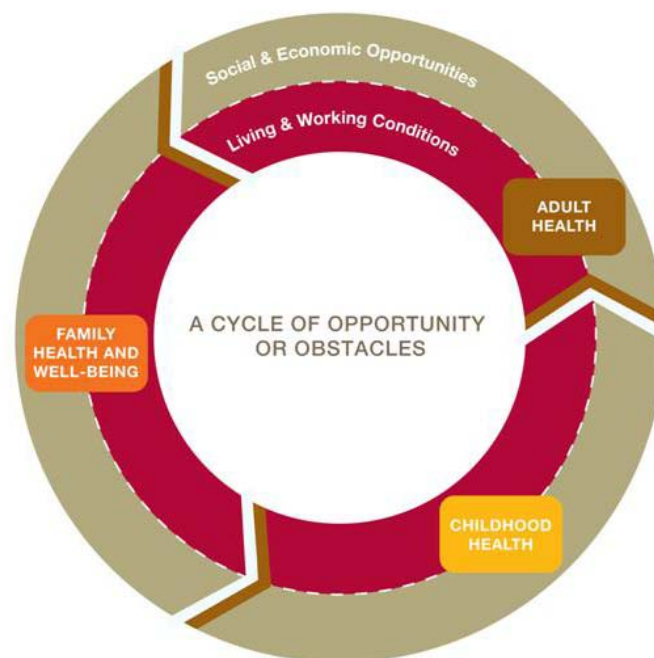 Social & Economic Opportunities
Living & Working Conditions
ADULT
HEALTH
A CYCLE OF OPPORTUNITY
OR OBSTACLES
FAMILY
HEALTH AND
WELL-BEING
CHILDHOOD
HEALTH